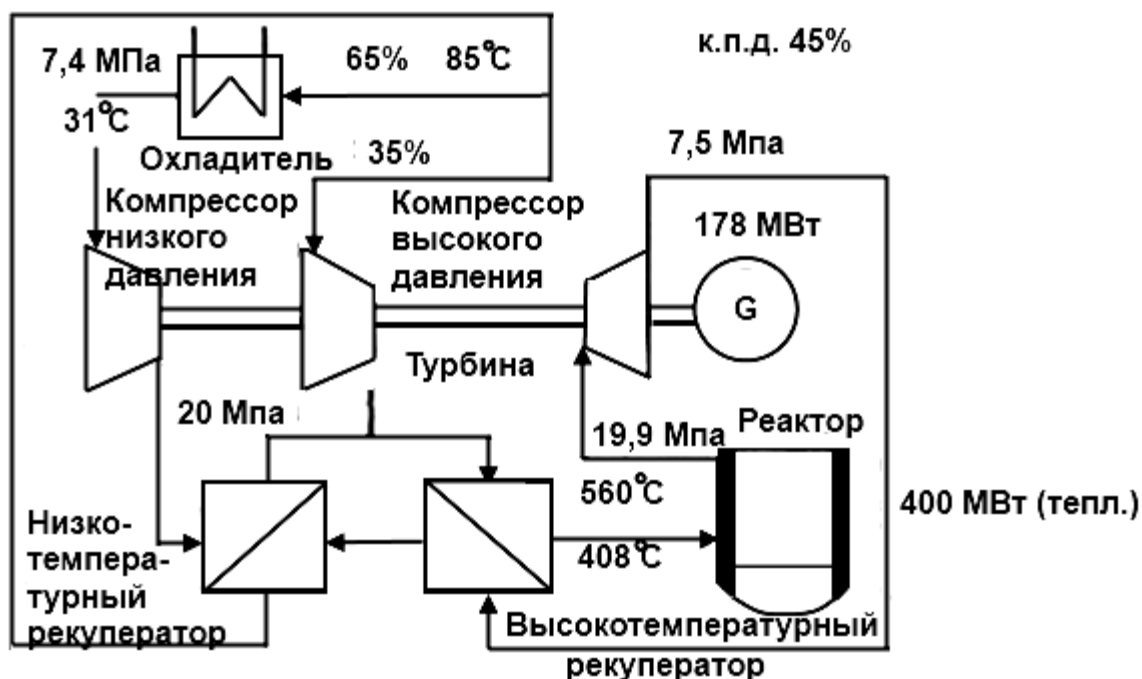 к.п.д. 45%
7,4 МПа
65%
85°C
31°C
Охладитель
35%
7,5 Мпа
Компрессор
низкого
давления
Компрессор
высокого
давления
178 МВт
G
Турбина
20 Мпа
19,9 Мпа
Реактор
560°C
400 МВт (тепл.)
408°C
Низко-
темпера-
турный
рекуператор
Высокотемпературный
рекуператор